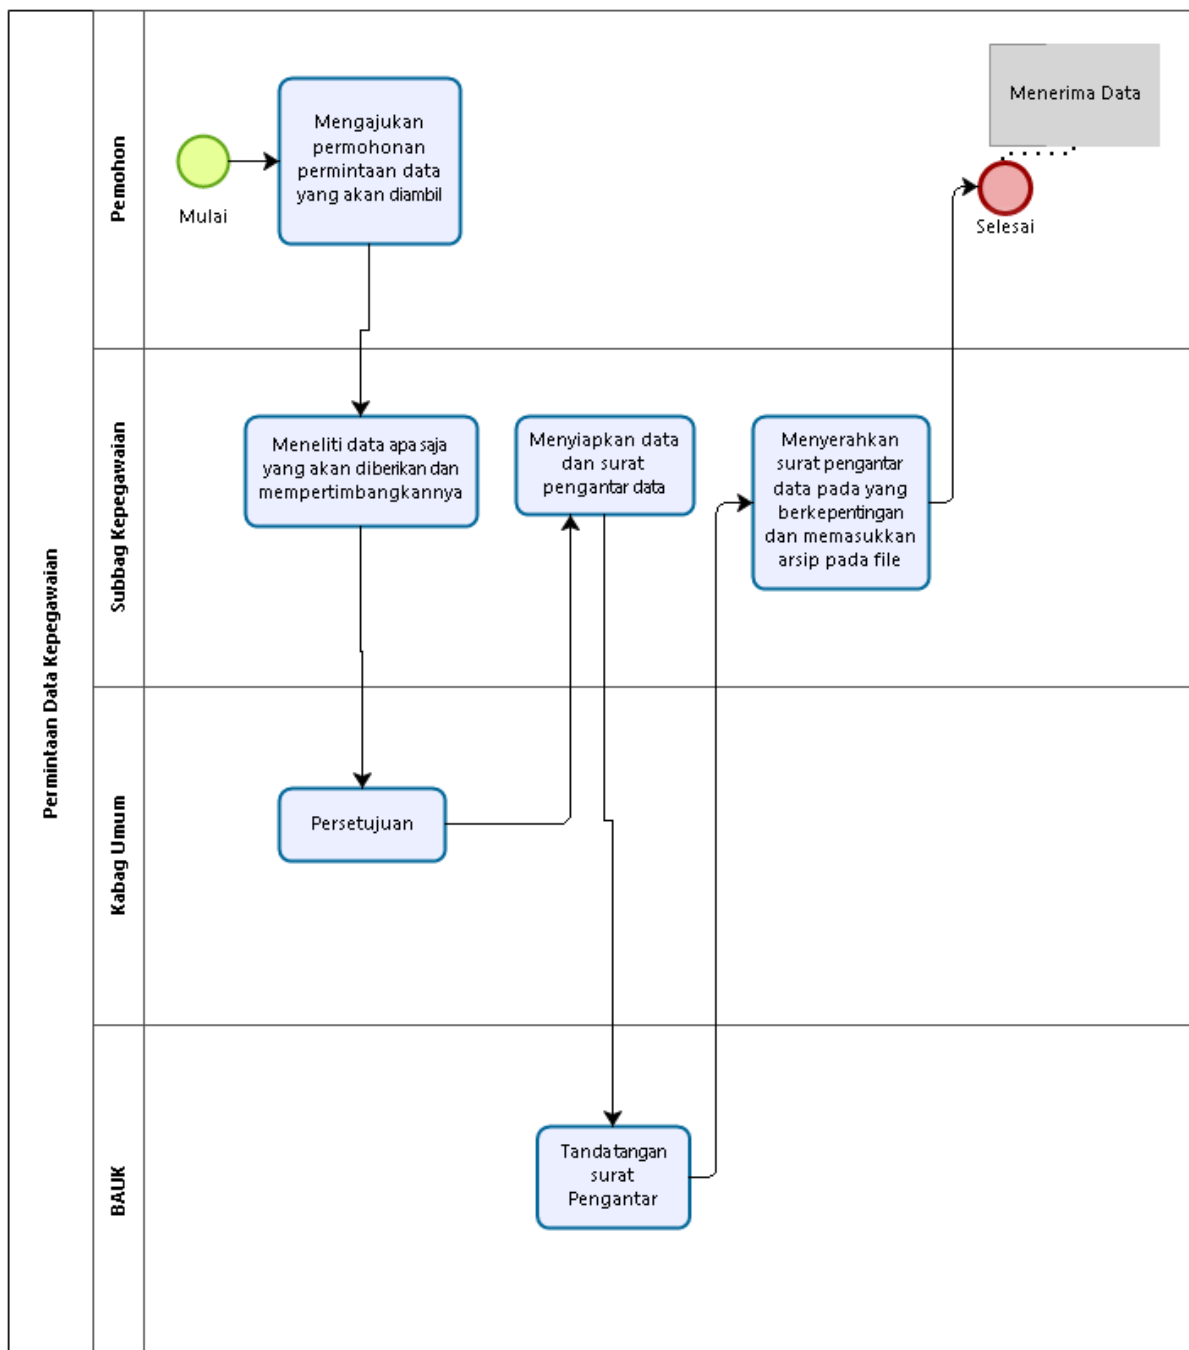 Permintaan Data Kepegawaian
Pemohon
Mulai
Mengajukan
permohonan
permintaan data
yang akan diambil
Menerima Data
Selesai
Subbag Kepegawaian
Meneliti data apa saja
yang akan diberikan dan
mempertimbangkannya
Menyiapkan data
dan surat
pengantar data
Menyerahkan
surat pengantar
data pada yang
berkepentingan
dan memasukkan
arsip pada file
Kabag Umum
Persetujuan
BAUK
Tandatangan
surat
Pengantar